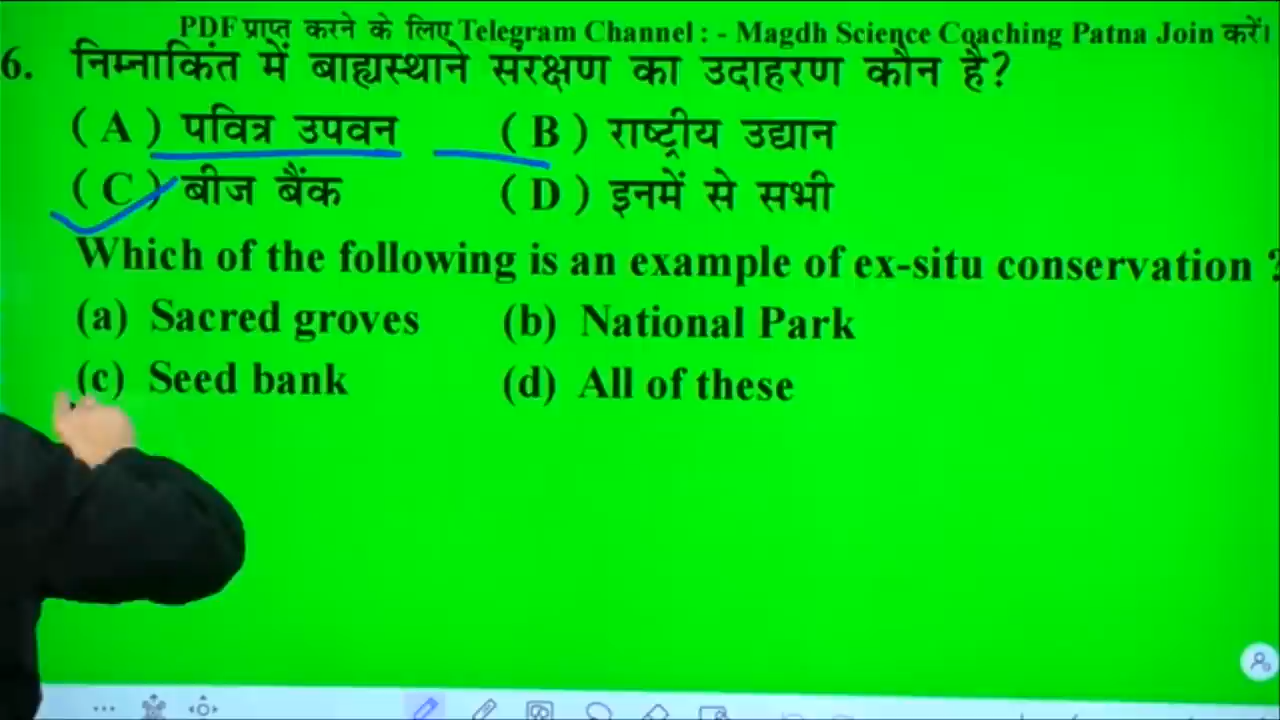 PDF प्राप्त करने के लिए Telegram Channel : - Magdh Science Coaching Patna Join करें।
6. निम्नाकिंत में बाह्यस्थाने संरक्षण का उदाहरण कौन है?
( A ) पवित्र उपवन ( B ) राष्ट्रीय उद्यान
( C ) बीज बैंक ( D ) इनमें से सभी
Which of the following is an example of ex-situ conservation ?
(a) Sacred groves (b) National Park
(c) Seed bank (d) All of these